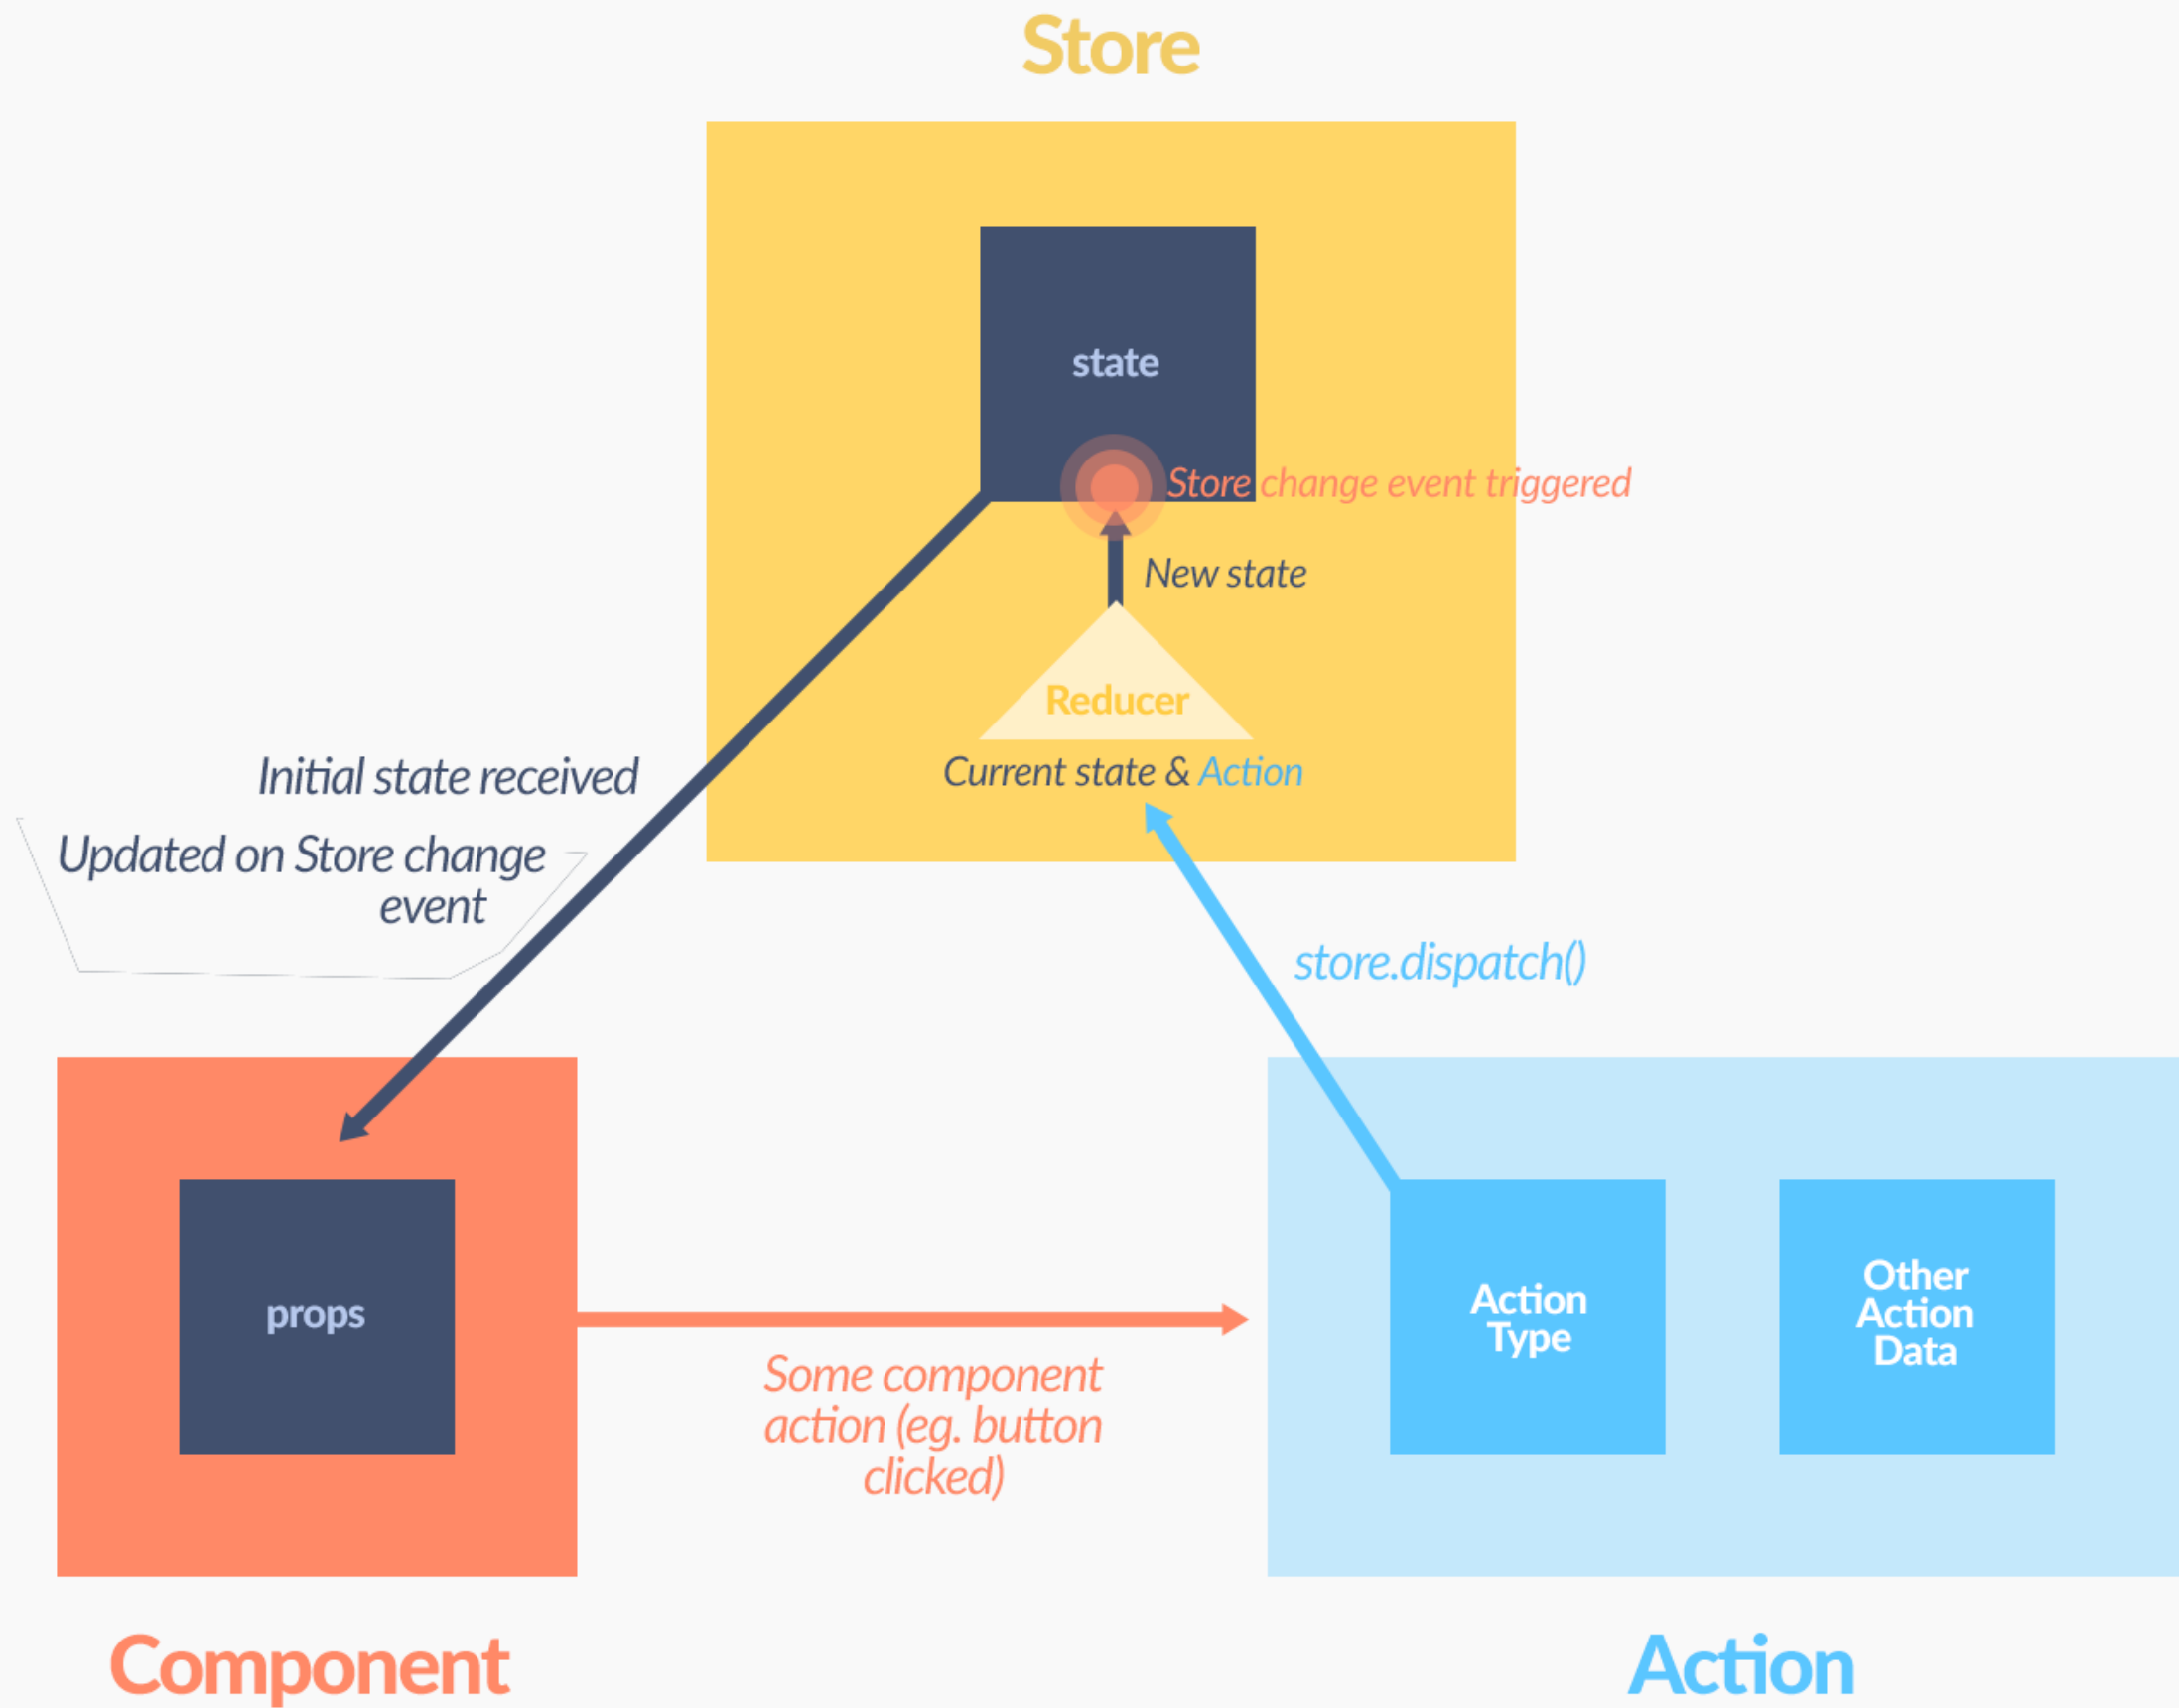 Store
state
Store change event triggered
New state
Reducer
Current state & Action
Initial state received
Updated on Store change
event
store.dispatch()
props
Some component
action (eg. button
clicked)
Action
Type
Other
Action
Data
Component
Action